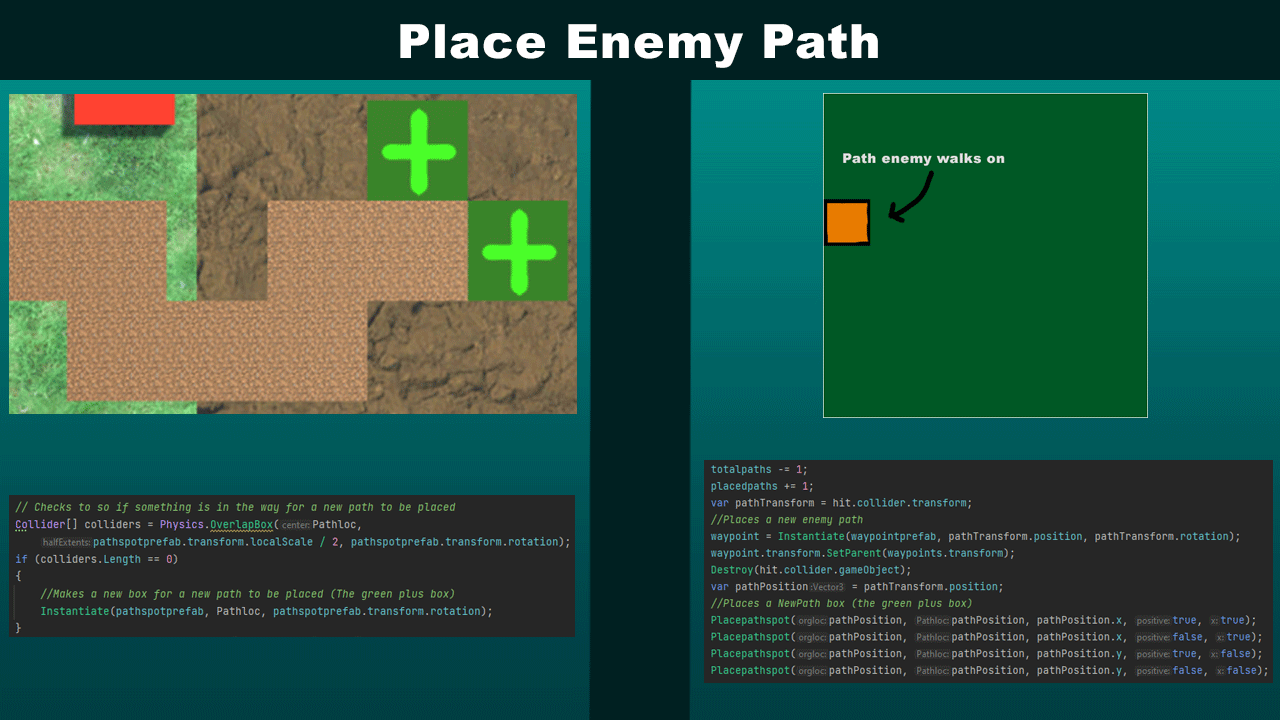 Place Enemy Path
Path enemy walks on
// Checks to so if something is in the way for a new path to be placed
Collider[] colliders = Physics.OverlapBox( center: Pathloc,
halfExtents: pathspotprefab.transform.localScale / 2, pathspotprefab.transform.rotation);
if (colliders.Length == 0)
{
//Makes a new box for a new path to be placed (The green plus box)
Instantiate(pathspotprefab, Pathloc, pathspotprefab.transform.rotation);
}
totalpaths -= 1;
placedpaths += 1;
var pathTransform = hit.collider.transform;
//Places a new enemy path
waypoint = Instantiate(waypointprefab, pathTransform.position, pathTransform.rotation);
waypoint.transform.SetParent(waypoints.transform);
Destroy(hit.collider.gameObject);
var pathPosition :Vector3 = pathTransform.position;
//Places a NewPath box (the green plus box)
Placepathspot( orgloc: pathPosition, Pathloc: pathPosition, pathPosition.x, positive: true, x: true);
Placepathspot( orgloc: pathPosition, Pathloc: pathPosition, pathPosition.x, positive: false, x: true);
Placepathspot( orgloc: pathPosition, Pathloc: pathPosition, pathPosition.y, positive: true, x: false);
Placepathspot( orgloc: pathPosition, Pathloc: pathPosition, pathPosition.y, positive: false, x: false);